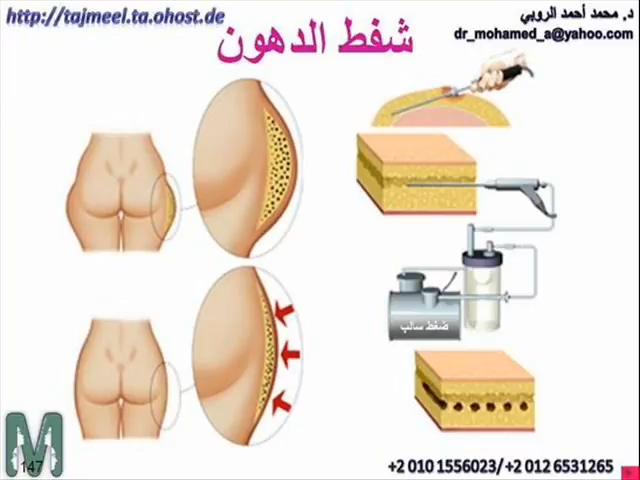 http://tajmeel.ta.ohost.de
د. محمد أحمد الروبي
dr_mohamed_a@yahoo.com
شفط الدهون
ضغط سالب
M
147
+2 010 1556023/ +2 012 6531265